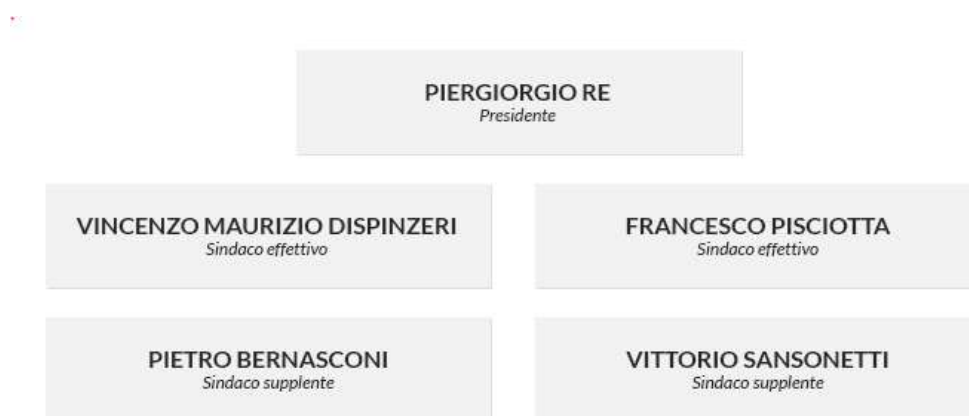 PIERGIORGIO RE
Presidente
VINCENZO MAURIZIO DISPINZERI
Sindaco effettivo
FRANCESCO PISCIOTTA
Sindaco effettivo
PIETRO BERNASCONI
Sindaco supplente
VITTORIO SANSONETTI
Sindaco supplente